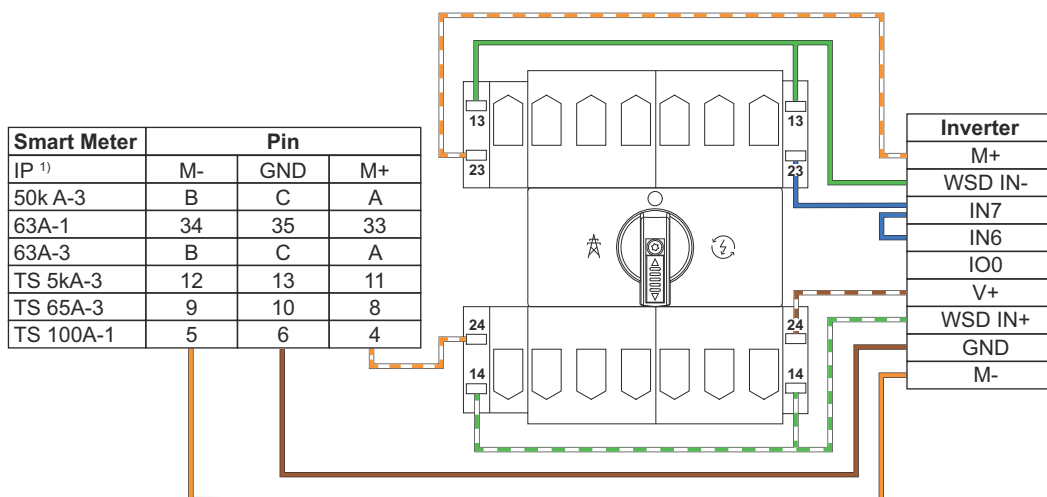 Smart Meter Pin
IP 1) M- GND M+
50k A-3 B C A
63A-1 34 35 33
63A-3 B C A
TS 5kA-3 12 13 11
TS 65A-3 9 10 8
TS 100A-1 5 6 4
13 13
23 23
24 24
14 14
Inverter
M+
WSD IN-
IN7
IN6
IO0
V+
WSD IN+
GND
M-